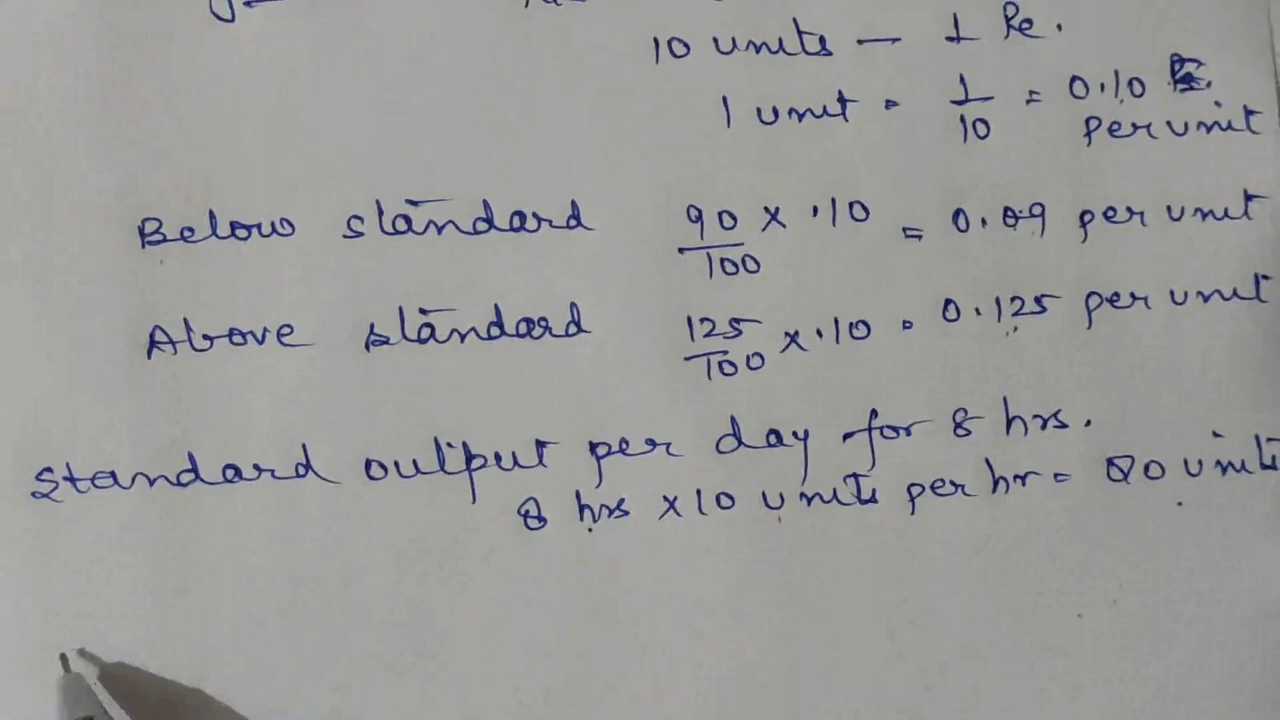 10 units — 1 Re.
1 unit = 1/10 = 0.10 per unit
Below standard 90/100 x .10 = 0.09 per unit
Above standard 125/100 x .10 = 0.125 per unit
Standard output per day for 8 hrs.
8 hrs x 10 units per hr = 80 units